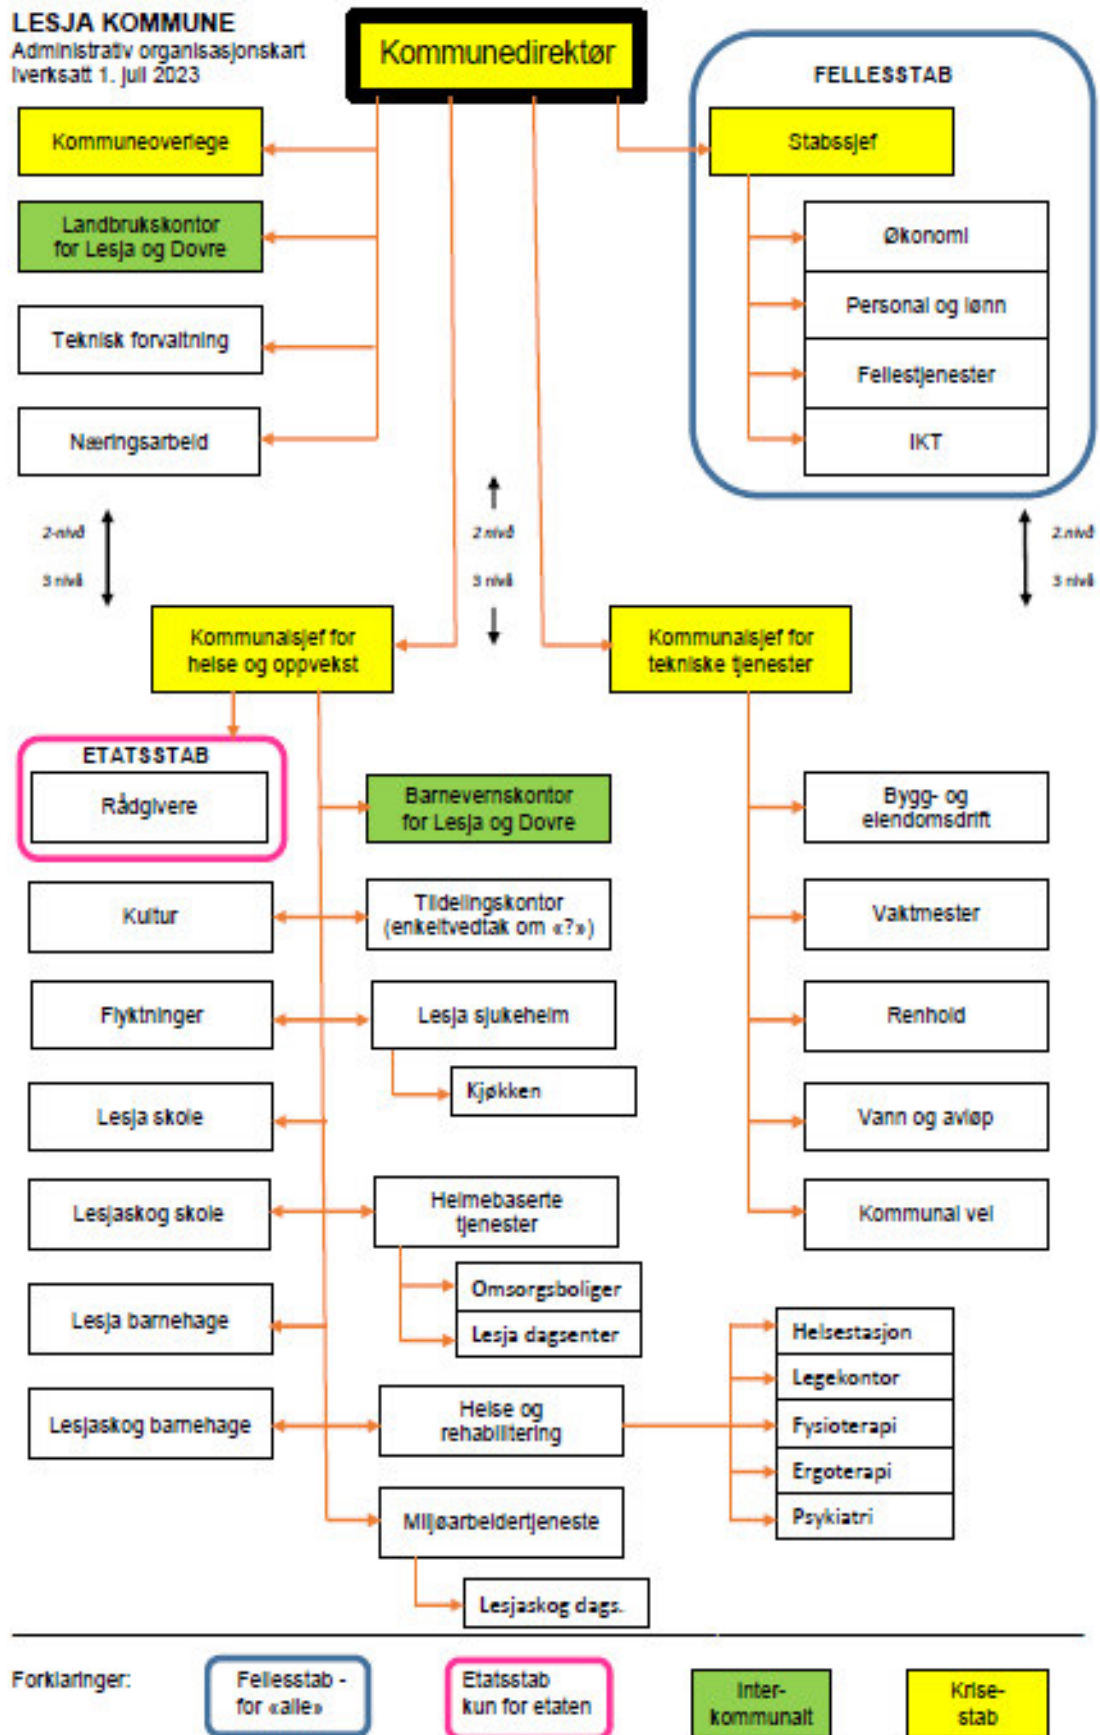 LESJA KOMMUNE
Administrativ organisasjonskart
Iverksatt 1. juli 2023
Kommunedirektør
FELLESSTAB
Kommuneoverlege
Stabssjef
Landbrukskontor
for Lesja og Dovre
Økonomi
Personal og lønn
Teknisk forvaltning
Fellestjenester
Næringsarbeid
IKT
2-nivå
3 nivå
2 nivå
3 nivå
2.nivå
3 nivå
Kommunalsjef for
helse og oppvekst
Kommunalsjef for
tekniske tjenester
ETATSSTAB
Rådgivere
Barnevernskontor
for Lesja og Dovre
Bygg- og
eiendomsdrift
Kultur
Tildelingskontor
(enkeltvedtak om «?»)
Vaktmester
Flyktninger
Lesja sjukeheim
Renhold
Kjøkken
Lesja skole
Vann og avløp
Lesjaskog skole
Heimebaserte
tjenester
Kommunal vei
Omsorgsboliger
Lesja dagsenter
Lesja barnehage
Helsestasjon
Legekontor
Fysioterapi
Ergoterapi
Psykiatri
Lesjaskog barnehage
Helse og
rehabilitering
Miljøarbeidertjeneste
Lesjaskog dags.
Forklaringer:
Fellesstab -
for «alle»
Etatsstab
kun for etaten
Inter-
kommunalt
Krise-
stab